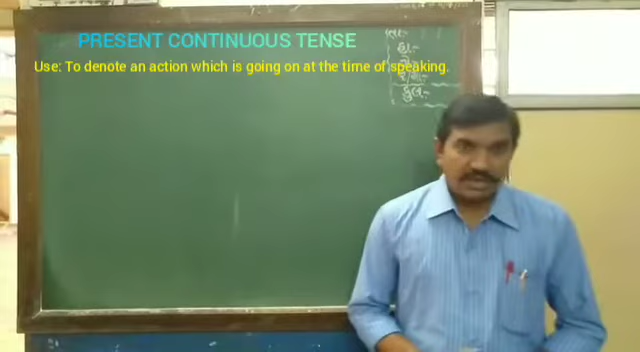 PRESENT CONTINUOUS TENSE
Use: To denote an action which is going on at the time of speaking.
કુલ:-